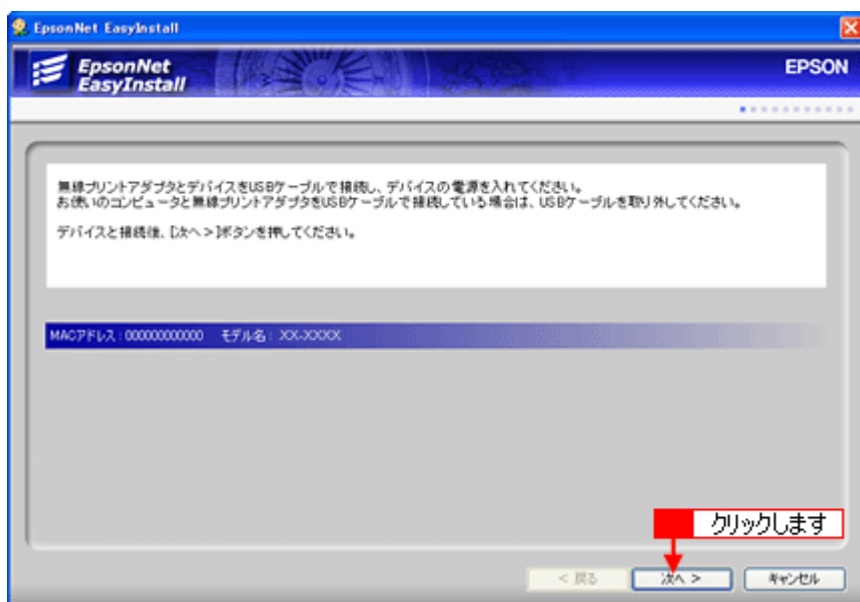 EpsonNet EasyInstall
EpsonNet
EasyInstall
EPSON
無線プリントアダプタとデバイスをUSBケーブルで接続し、デバイスの電源を入れてください。
お使いのコンピュータと無線プリントアダプタをUSBケーブルで接続している場合は、USBケーブルを取り外してください。
デバイスと接続後、[次へ >]ボタンを押してください。
MACアドレス : 000000000000 モデル名 : XX-XXXX
クリックします
< 戻る 次へ > キャンセル